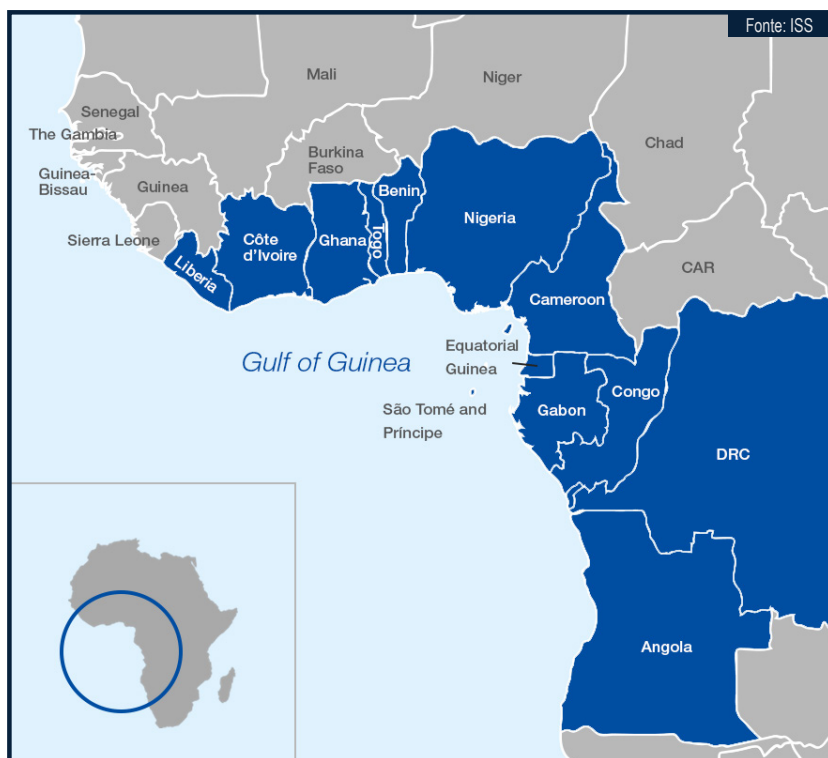 Fonte: ISS
Mali
Niger
Senegal
The Gambia
Chad
Burkina
Faso
Guinea-
Bissau
Guinea
Benin
Nigeria
Sierra Leone
Côte
d'Ivoire
Ghana
Togo
Liberia
CAR
Cameroon
Equatorial
Guinea
Gulf of Guinea
Congo
São Tomé and
Príncipe
Gabon
DRC
Angola